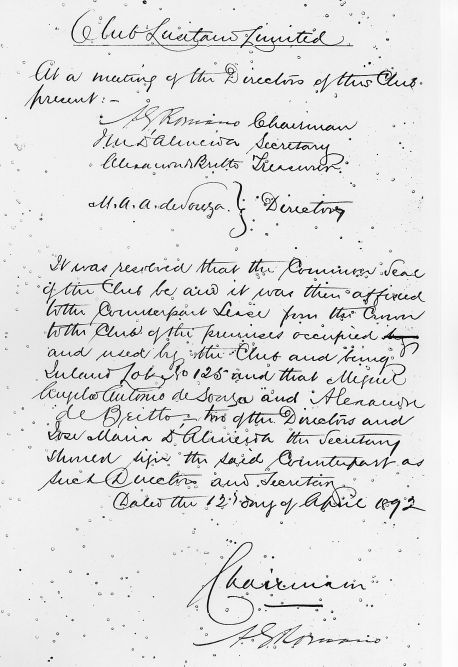 Club Lusitano Limited.
At a meeting of the Directors of this Club
present:-
A G Romano Chairman
J M D'Almeida Secretary
Alexandre Britto Treasurer.
M. A. A. de Souza. } Directors
It was resolved that the Common Seal
of the Club be and it was then affixed
to the Counterpart Lease from the Crown
to the Club of the premises occupied
and used by the Club and being
Inland Lot No 125 and that Miguel
Angelo Antonio de Souza and Alexandre
de Britto - two of the Directors and
Jose Maria D'Almeida the Secretary
should sign the said Counterpart as
such Directors and Secretary
Dated the 12th day of April 1892
Chairman
A. G. Romano